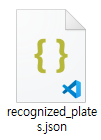 { }
recognized_plate
s.json